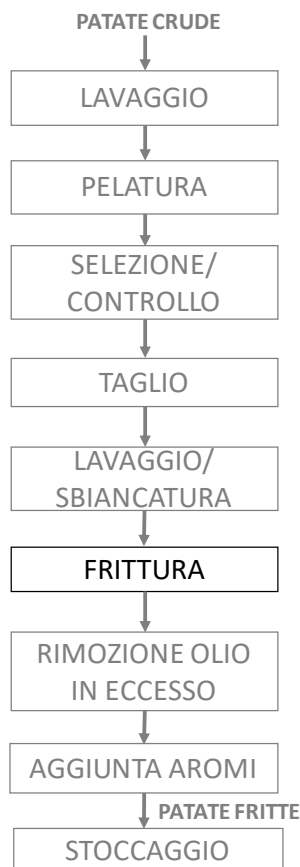 PATATE CRUDE
LAVAGGIO
PELATURA
SELEZIONE/
CONTROLLO
TAGLIO
LAVAGGIO/
SBIANCATURA
FRITTURA
RIMOZIONE OLIO
IN ECCESSO
AGGIUNTA AROMI
PATATE FRITTE
STOCCAGGIO